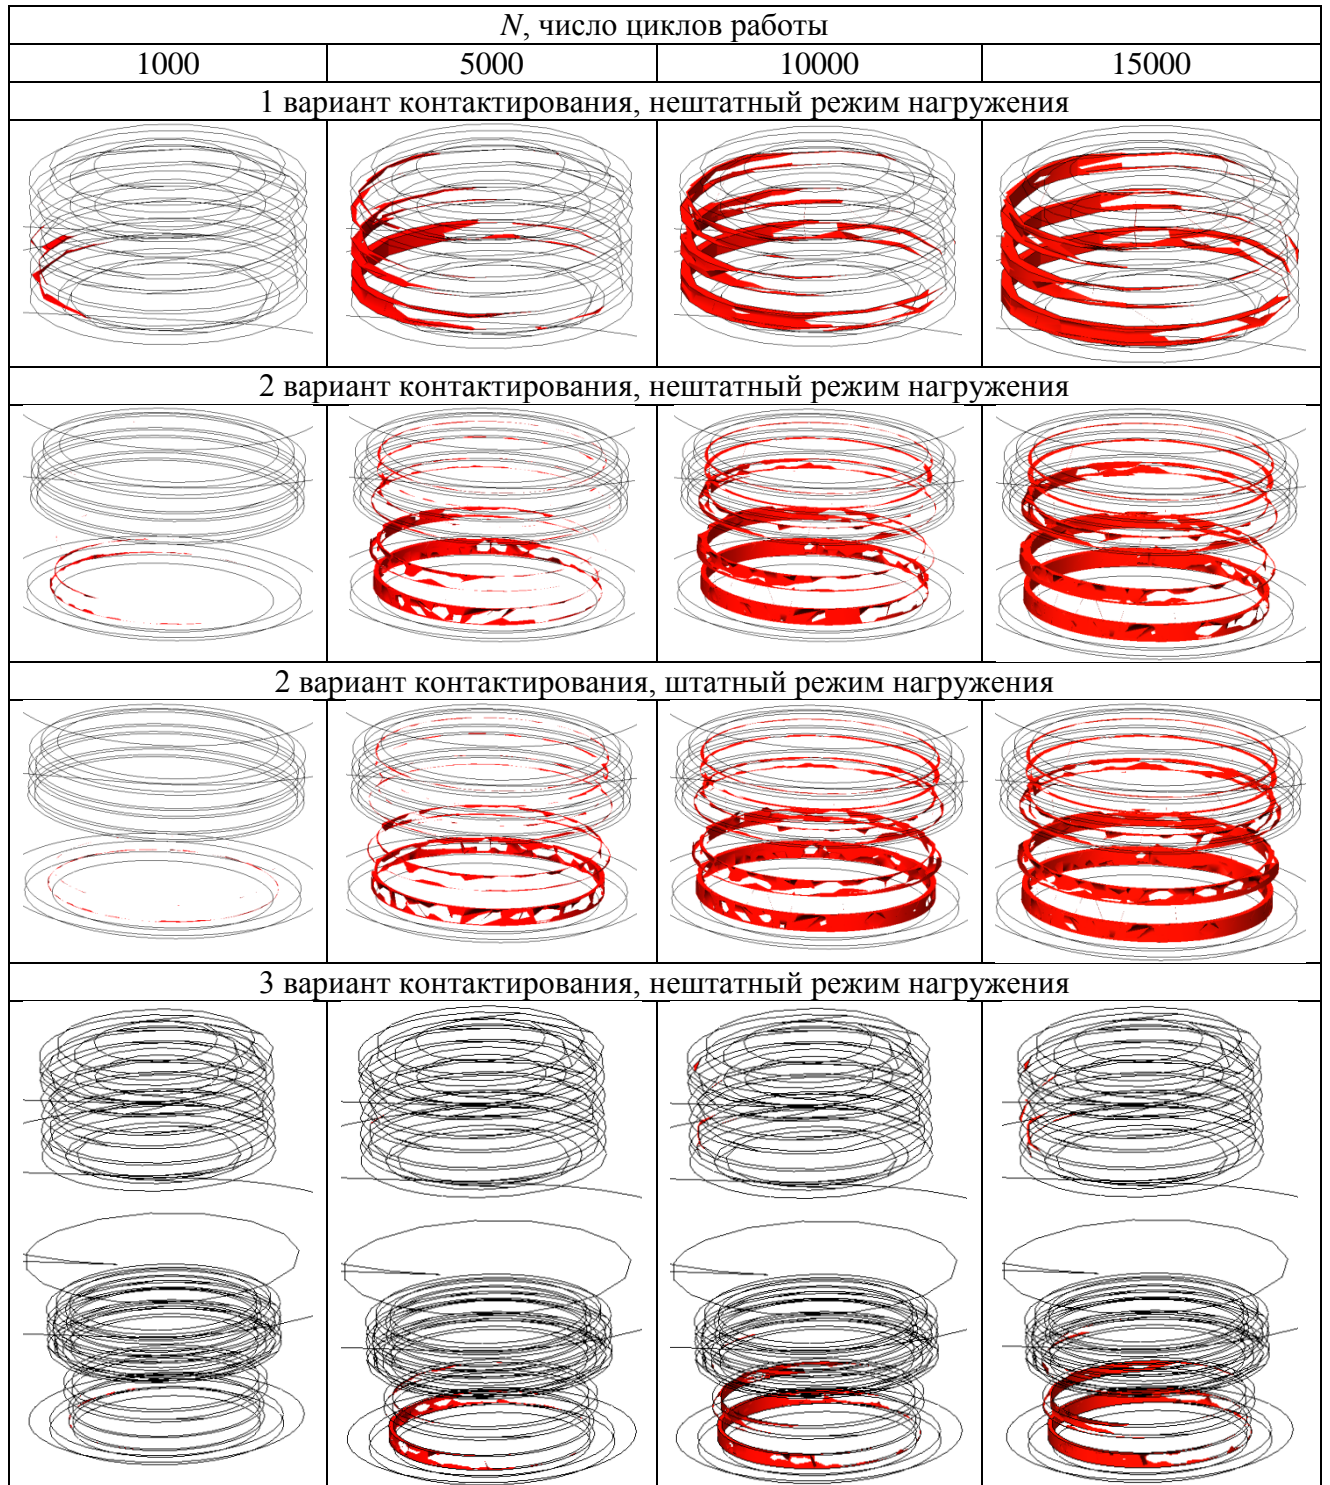 N, число циклов работы
1000 5000 10000 15000
1 вариант контактирования, нештатный режим нагружения
2 вариант контактирования, нештатный режим нагружения
2 вариант контактирования, штатный режим нагружения
3 вариант контактирования, нештатный режим нагружения